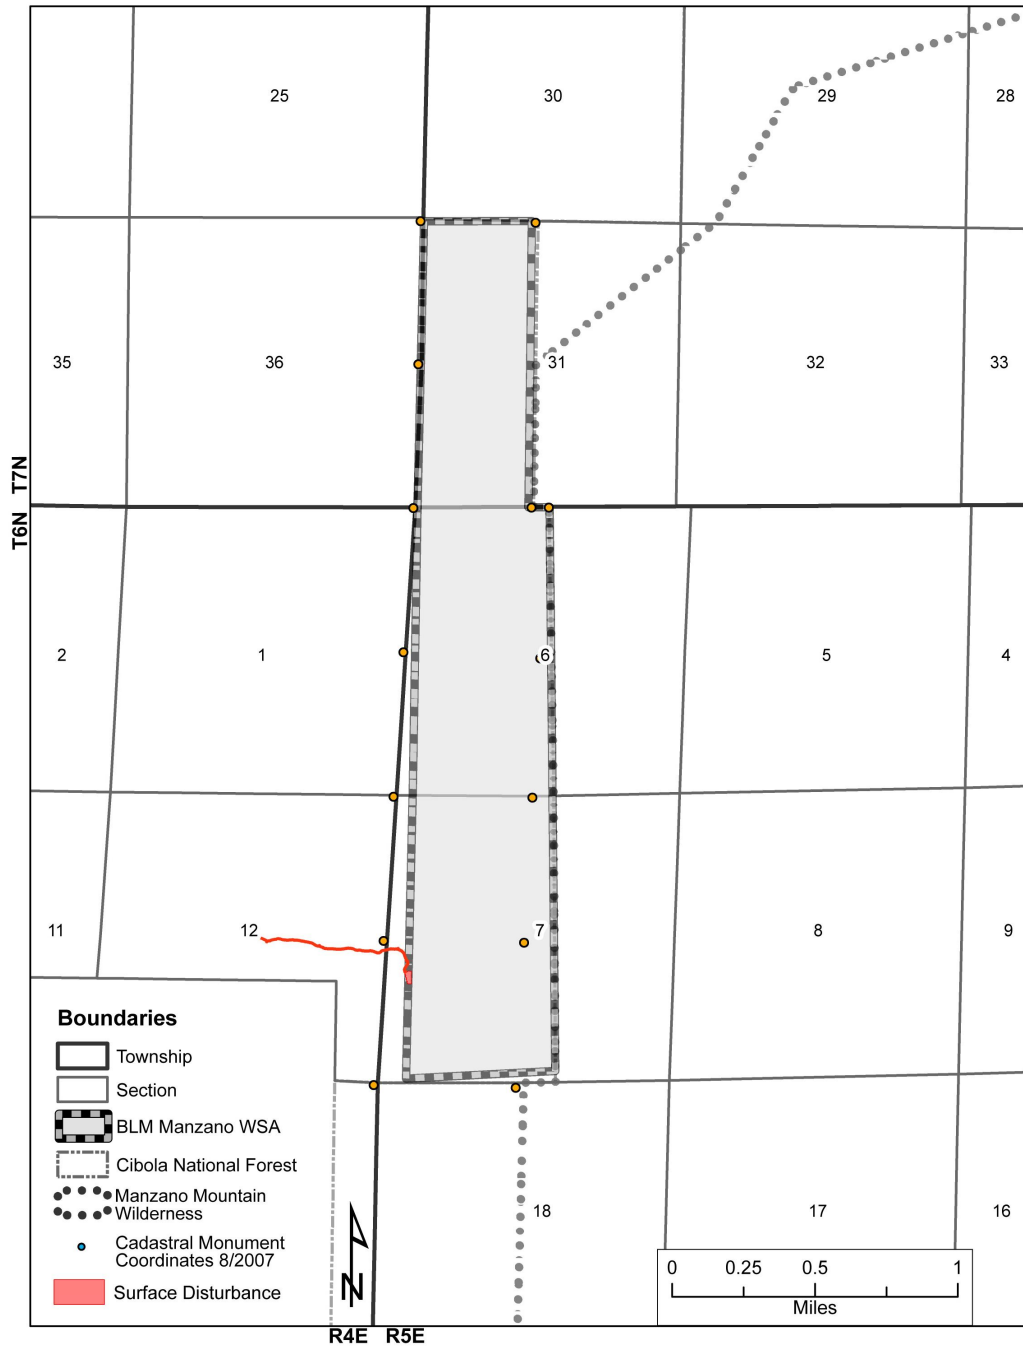 25
30
29
28
35
36
31
32
33
T7N
T6N
2
1
6
5
4
11
12
7
8
9
Boundaries
Township
Section
BLM Manzano WSA
Cibola National Forest
Manzano Mountain
Wilderness
Cadastral Monument
Coordinates 8/2007
Surface Disturbance
N
18
17
16
0 0.25 0.5 1
Miles
R4E R5E